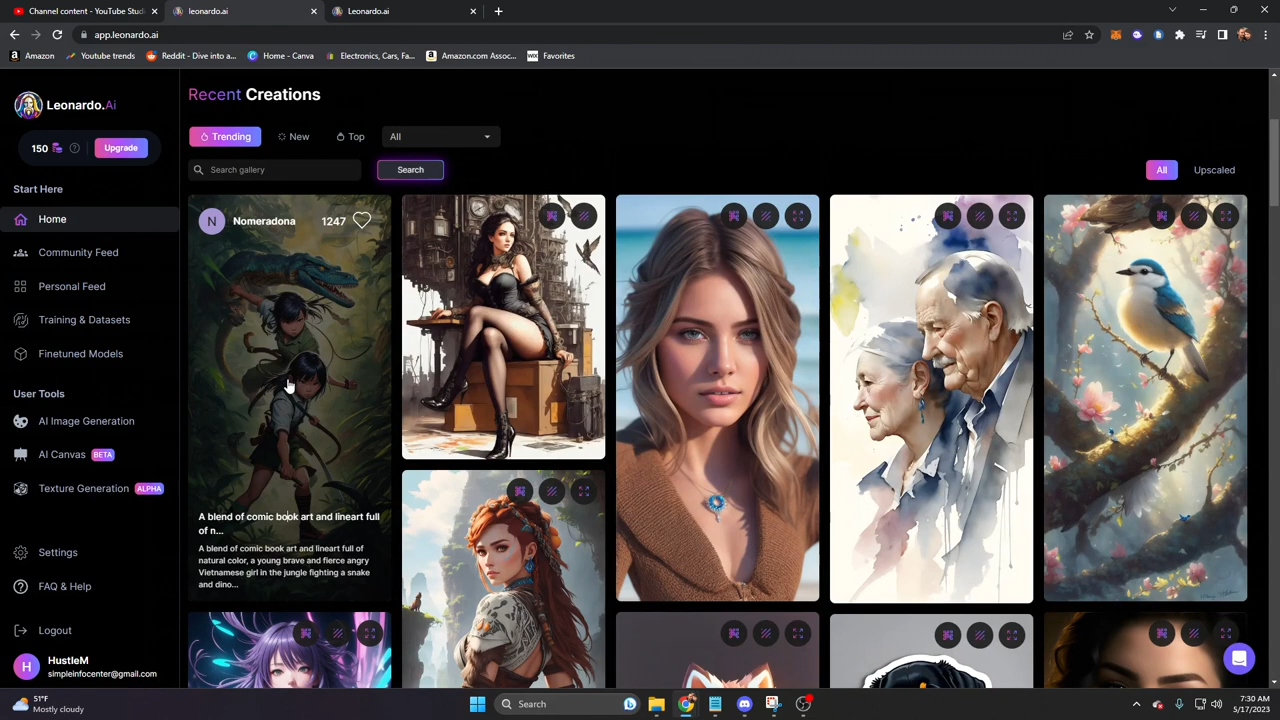 Channel content - YouTube Studi
leonardo.ai
Leonardo.ai
app.leonardo.ai
Amazon
Youtube trends
Reddit - Dive into a...
Home - Canva
Electronics, Cars, Fa...
Amazon.com Assoc...
WIX
Favorites
Leonardo.Ai
150
Upgrade
Start Here
Home
Community Feed
Personal Feed
Training & Datasets
Finetuned Models
User Tools
AI Image Generation
AI Canvas BETA
Texture Generation ALPHA
Settings
FAQ & Help
Logout
H
HustleM
simpleinfocenter@gmail.com
Recent Creations
Trending
New
Top
All
Search gallery
Search
All
Upscaled
N
Nomeradona
1247
A blend of comic book art and lineart full
of n...
A blend of comic book art and lineart full of
natural color, a young brave and fierce angry
Vietnamese girl in the jungle fighting a snake
and dino...
51°F
Mostly cloudy
Search
7:30 AM
5/17/2023